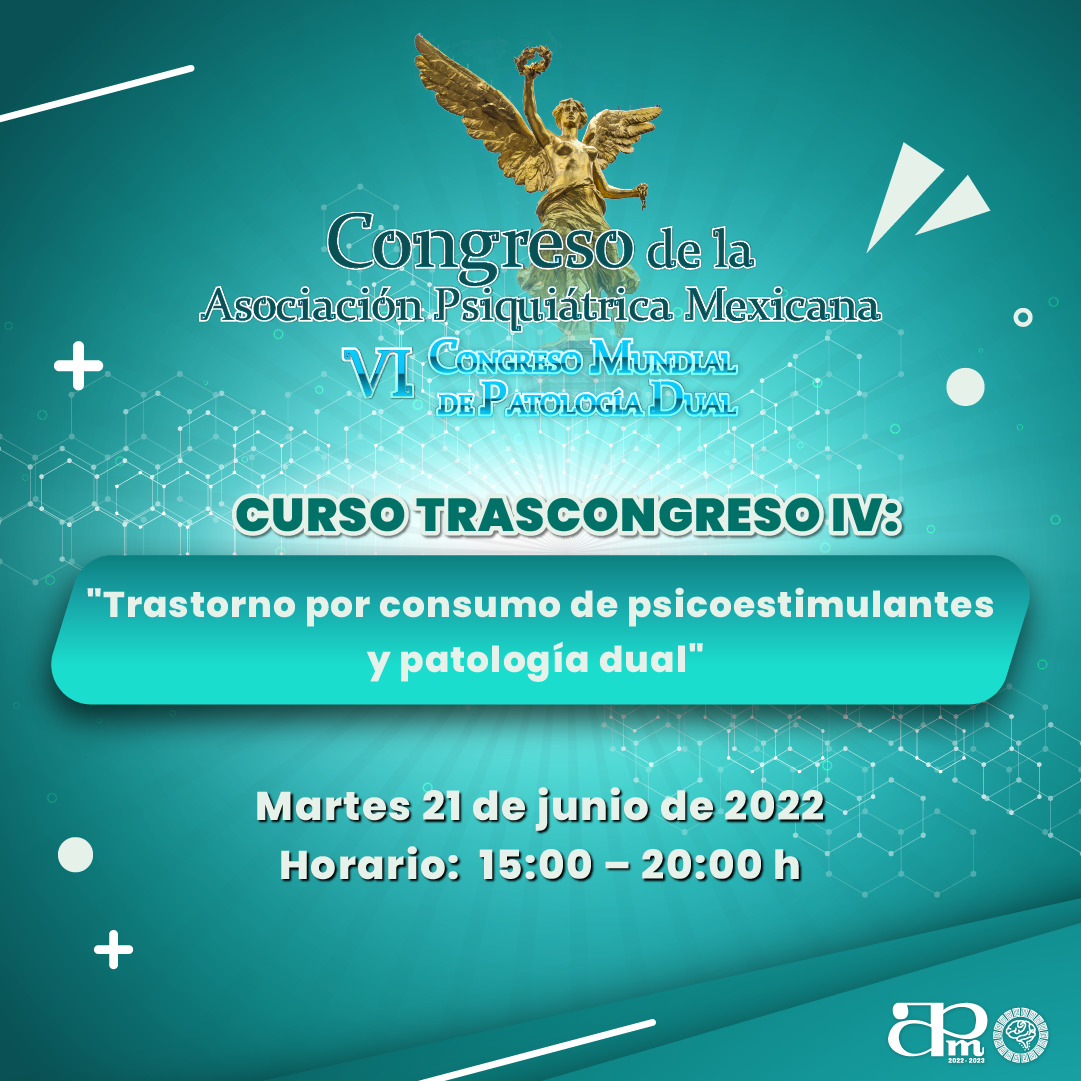 Congreso de la
Asociación Psiquiátrica Mexicana
VI Congreso Mundial
de Patología Dual
CURSO TRASCONGRESO IV:
"Trastorno por consumo de psicoestimulantes
y patología dual"
Martes 21 de junio de 2022
Horario: 15:00 – 20:00 h
aPm
2022-2023